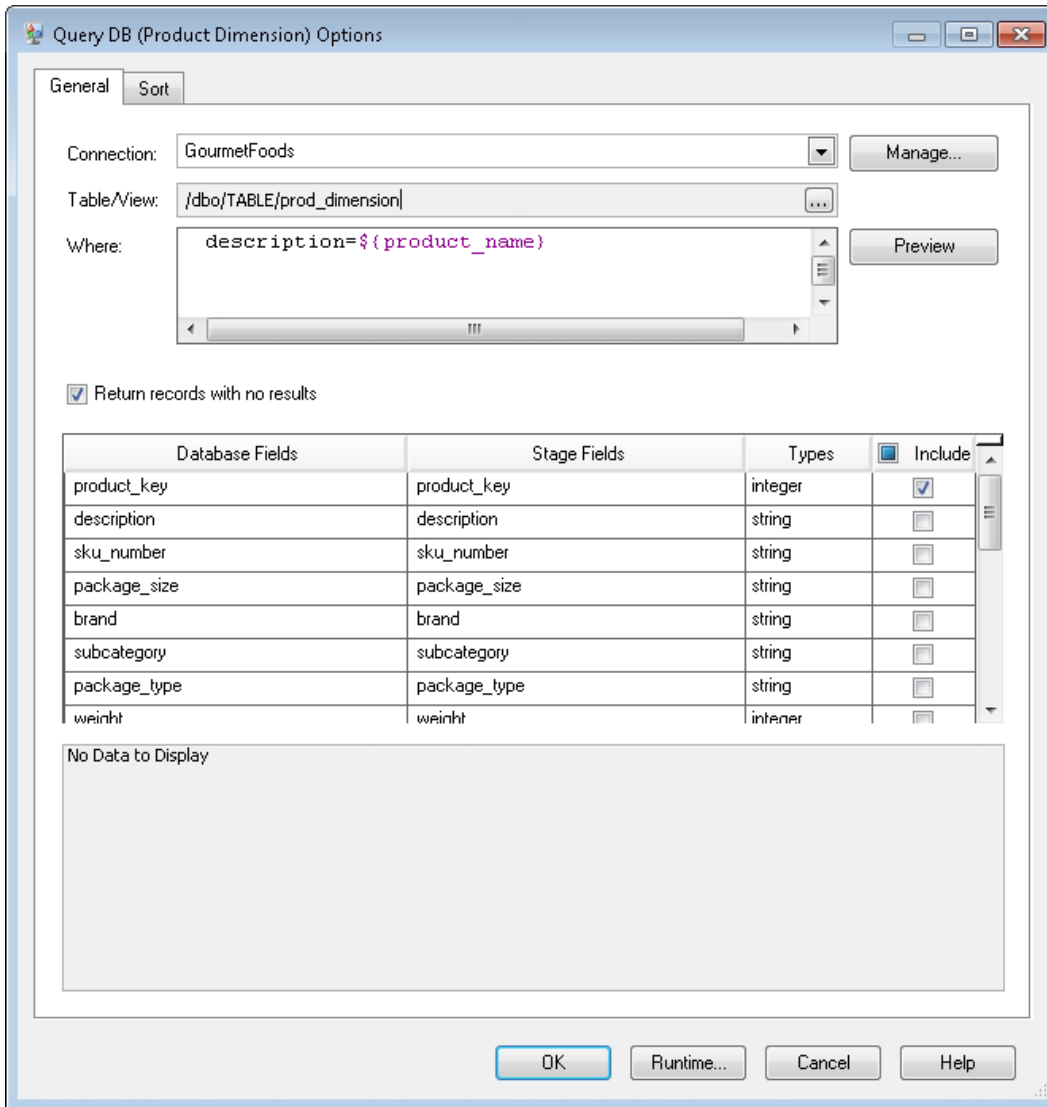 Query DB (Product Dimension) Options
General Sort
Connection: GourmetFoods Manage...
Table/View: /dbo/TABLE/prod_dimension ...
Where: description=${product_name} Preview
Return records with no results
Database Fields Stage Fields Types Include
product_key product_key integer
description description string
sku_number sku_number string
package_size package_size string
brand brand string
subcategory subcategory string
package_type package_type string
weight weight integer
No Data to Display
OK Runtime... Cancel Help